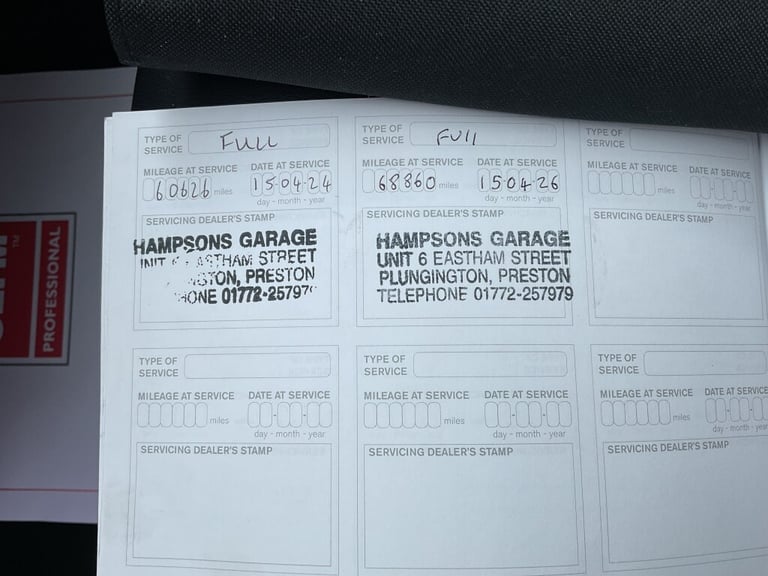 PROFESSIONAL
TYPE OF SERVICE FULL
MILEAGE AT SERVICE DATE AT SERVICE
60626 miles 15-04-24
day - month - year
SERVICING DEALER'S STAMP
HAMPSONS GARAGE
UNIT 6 EASTHAM STREET
PRESTON
01772-25797
TYPE OF SERVICE Full
MILEAGE AT SERVICE DATE AT SERVICE
68860 miles 15-04-26
day - month - year
SERVICING DEALER'S STAMP
HAMPSONS GARAGE
UNIT 6 EASTHAM STREET
PLUNGINGTON, PRESTON
TELEPHONE 01772-257979
TYPE OF SERVICE
MILEAGE AT SERVICE DATE AT SERVICE
miles
day - month - year
SERVICING DEALER'S STAMP
TYPE OF SERVICE
MILEAGE AT SERVICE DATE AT SERVICE
miles
day - month - year
SERVICING DEALER'S STAMP
TYPE OF SERVICE
MILEAGE AT SERVICE DATE AT SERVICE
miles
day - month - year
SERVICING DEALER'S STAMP
TYPE OF SERVICE
MILEAGE AT SERVICE DATE AT SERVICE
miles
day - month - year
SERVICING DEALER'S STAMP